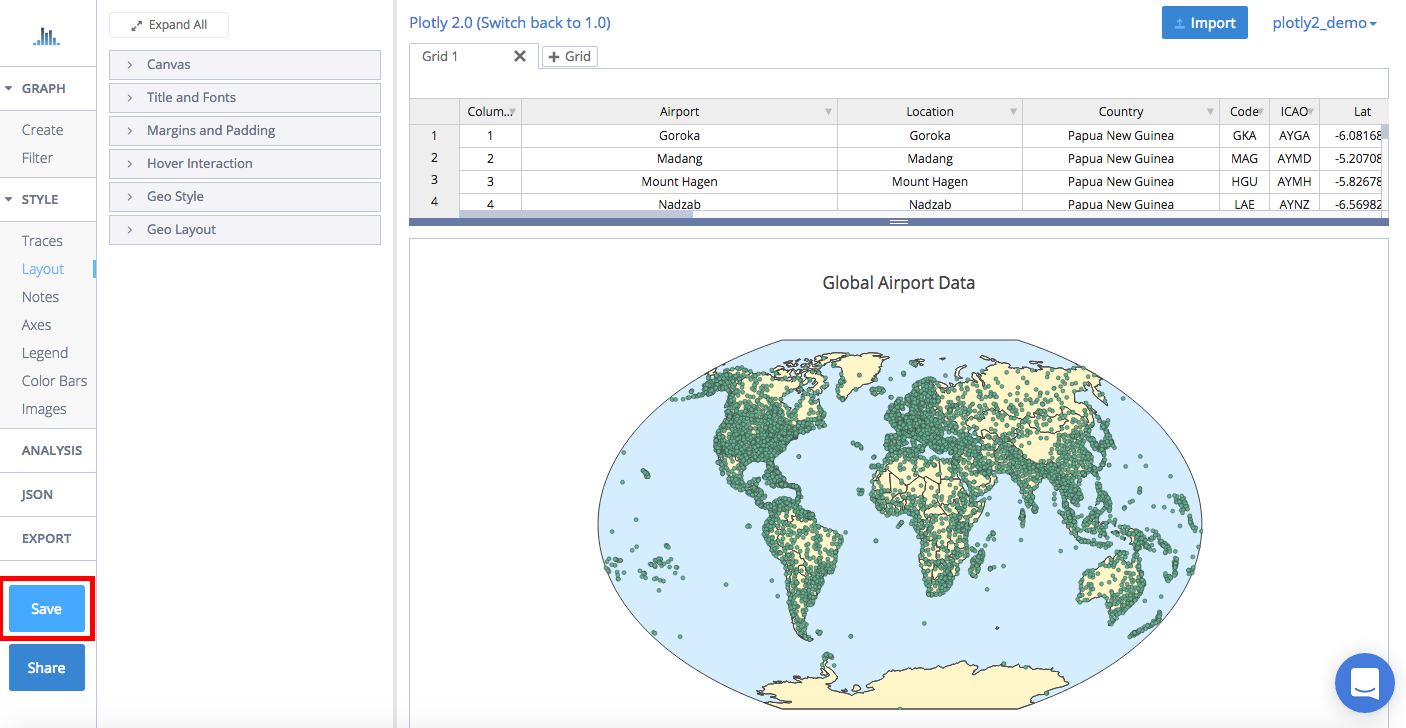 GRAPH
Create
Filter
STYLE
Traces
Layout
Notes
Axes
Legend
Color Bars
Images
ANALYSIS
JSON
EXPORT
Save
Share
Expand All
Canvas
Title and Fonts
Margins and Padding
Hover Interaction
Geo Style
Geo Layout
Plotly 2.0 (Switch back to 1.0)
Import
plotly2_demo
Grid 1
Grid
Colum... Airport Location Country Code ICAO Lat
1 1 Goroka Goroka Papua New Guinea GKA AYGA -6.08168
2 2 Madang Madang Papua New Guinea MAG AYMD -5.20708
3 3 Mount Hagen Mount Hagen Papua New Guinea HGU AYMH -5.82678
4 4 Nadzab Nadzab Papua New Guinea LAE AYNZ -6.56982
Global Airport Data